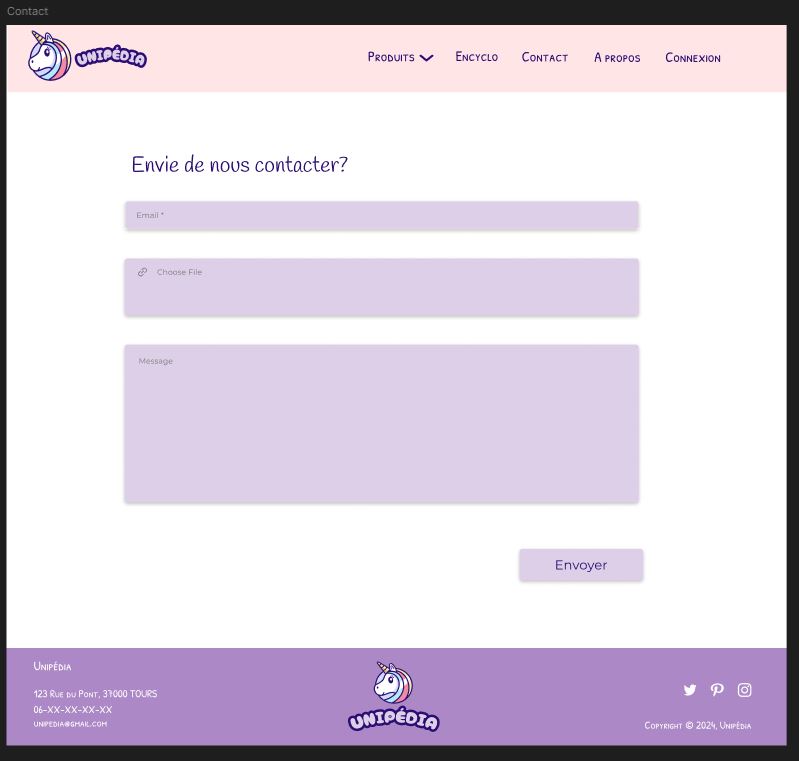 Contact
UNIPÉDIA
Produits Encyclo Contact A propos Connexion
Envie de nous contacter?
Email *
Choose File
Message
Envoyer
Unipédia
123 Rue du Pont, 37000 TOURS
06-XX-XX-XX-XX
unipedia@gmail.com
UNIPÉDIA
Copyright © 2024, Unipédia